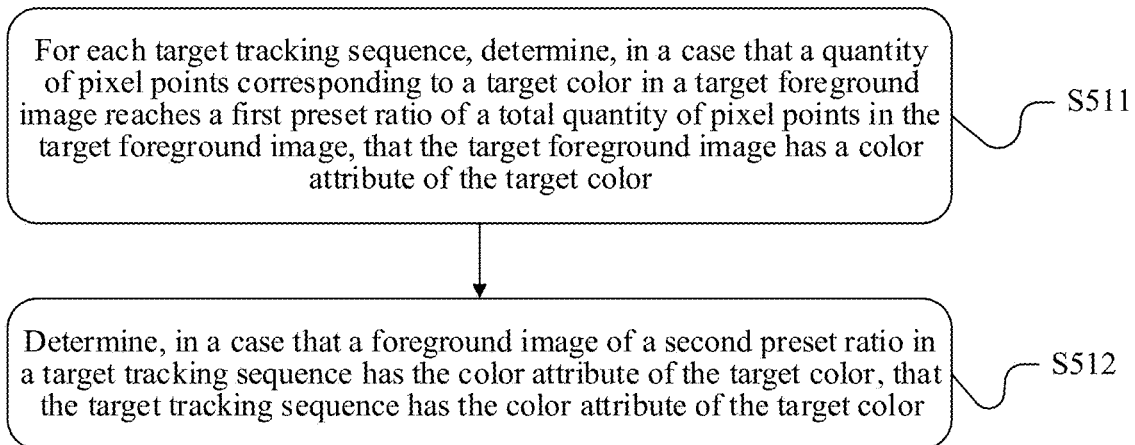 For each target tracking sequence, determine, in a case that a quantity
of pixel points corresponding to a target color in a target foreground
image reaches a first preset ratio of a total quantity of pixel points in the
target foreground image, that the target foreground image has a color
attribute of the target color
S511
Determine, in a case that a foreground image of a second preset ratio in
a target tracking sequence has the color attribute of the target color, that
the target tracking sequence has the color attribute of the target color
S512